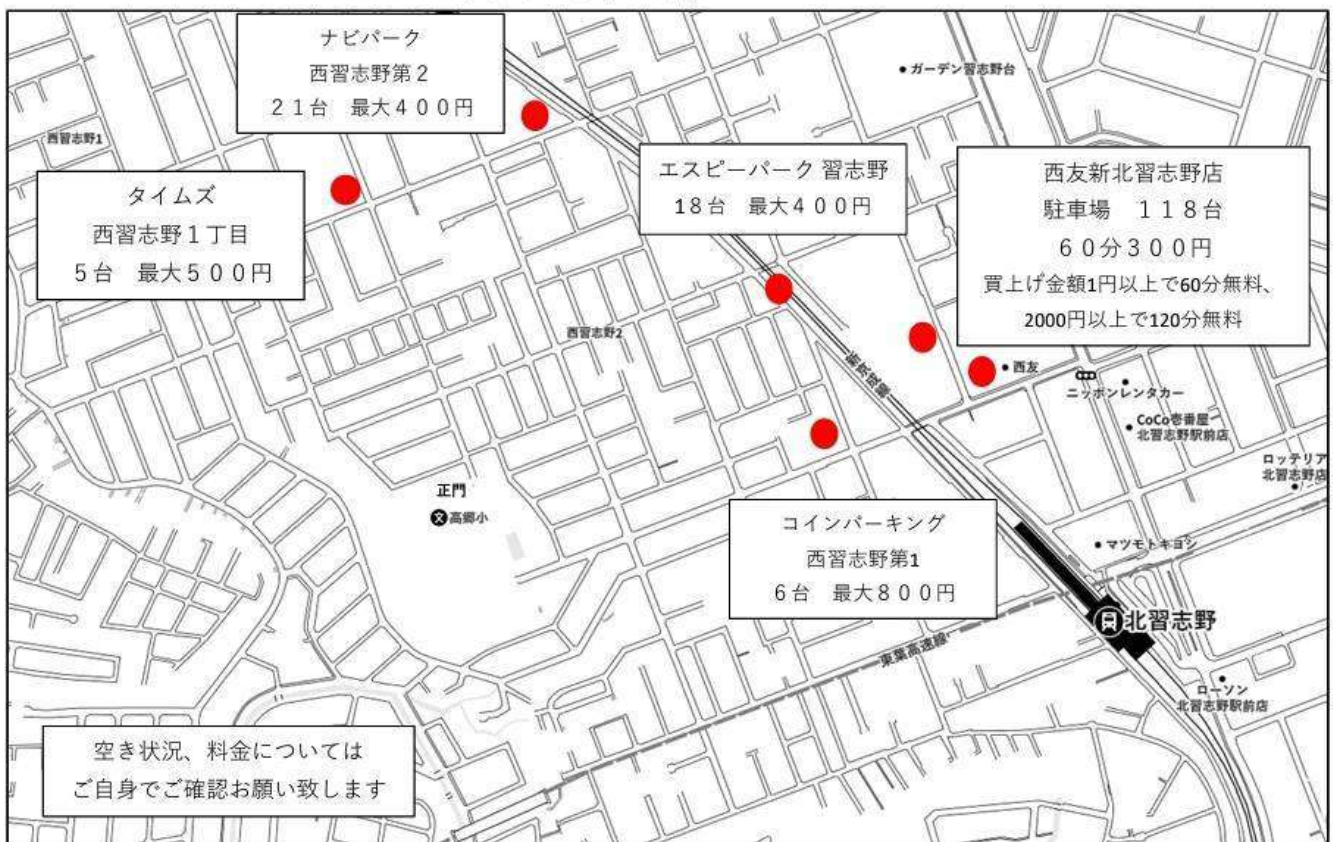 ナビパーク
西習志野第２
２１台　最大４００円
• ガーデン習志野台
西習志野1
タイムズ
西習志野１丁目
５台　最大５００円
エスピーパーク 習志野
18台　最大４００円
西友新北習志野店
駐車場　１１８台
６０分３００円
買上げ金額1円以上で60分無料、
2000円以上で120分無料
西習志野2
新京成線
• 西友
ニッポンレンタカー
CoCo壱番屋
北習志野駅前店
ロッテリア
北習志野店
正門
文 高郷小
コインパーキング
西習志野第1
６台　最大８００円
• マツモトキヨシ
北習志野
東葉高速線
ローソン
北習志野駅前店
空き状況、料金については
ご自身でご確認お願い致します